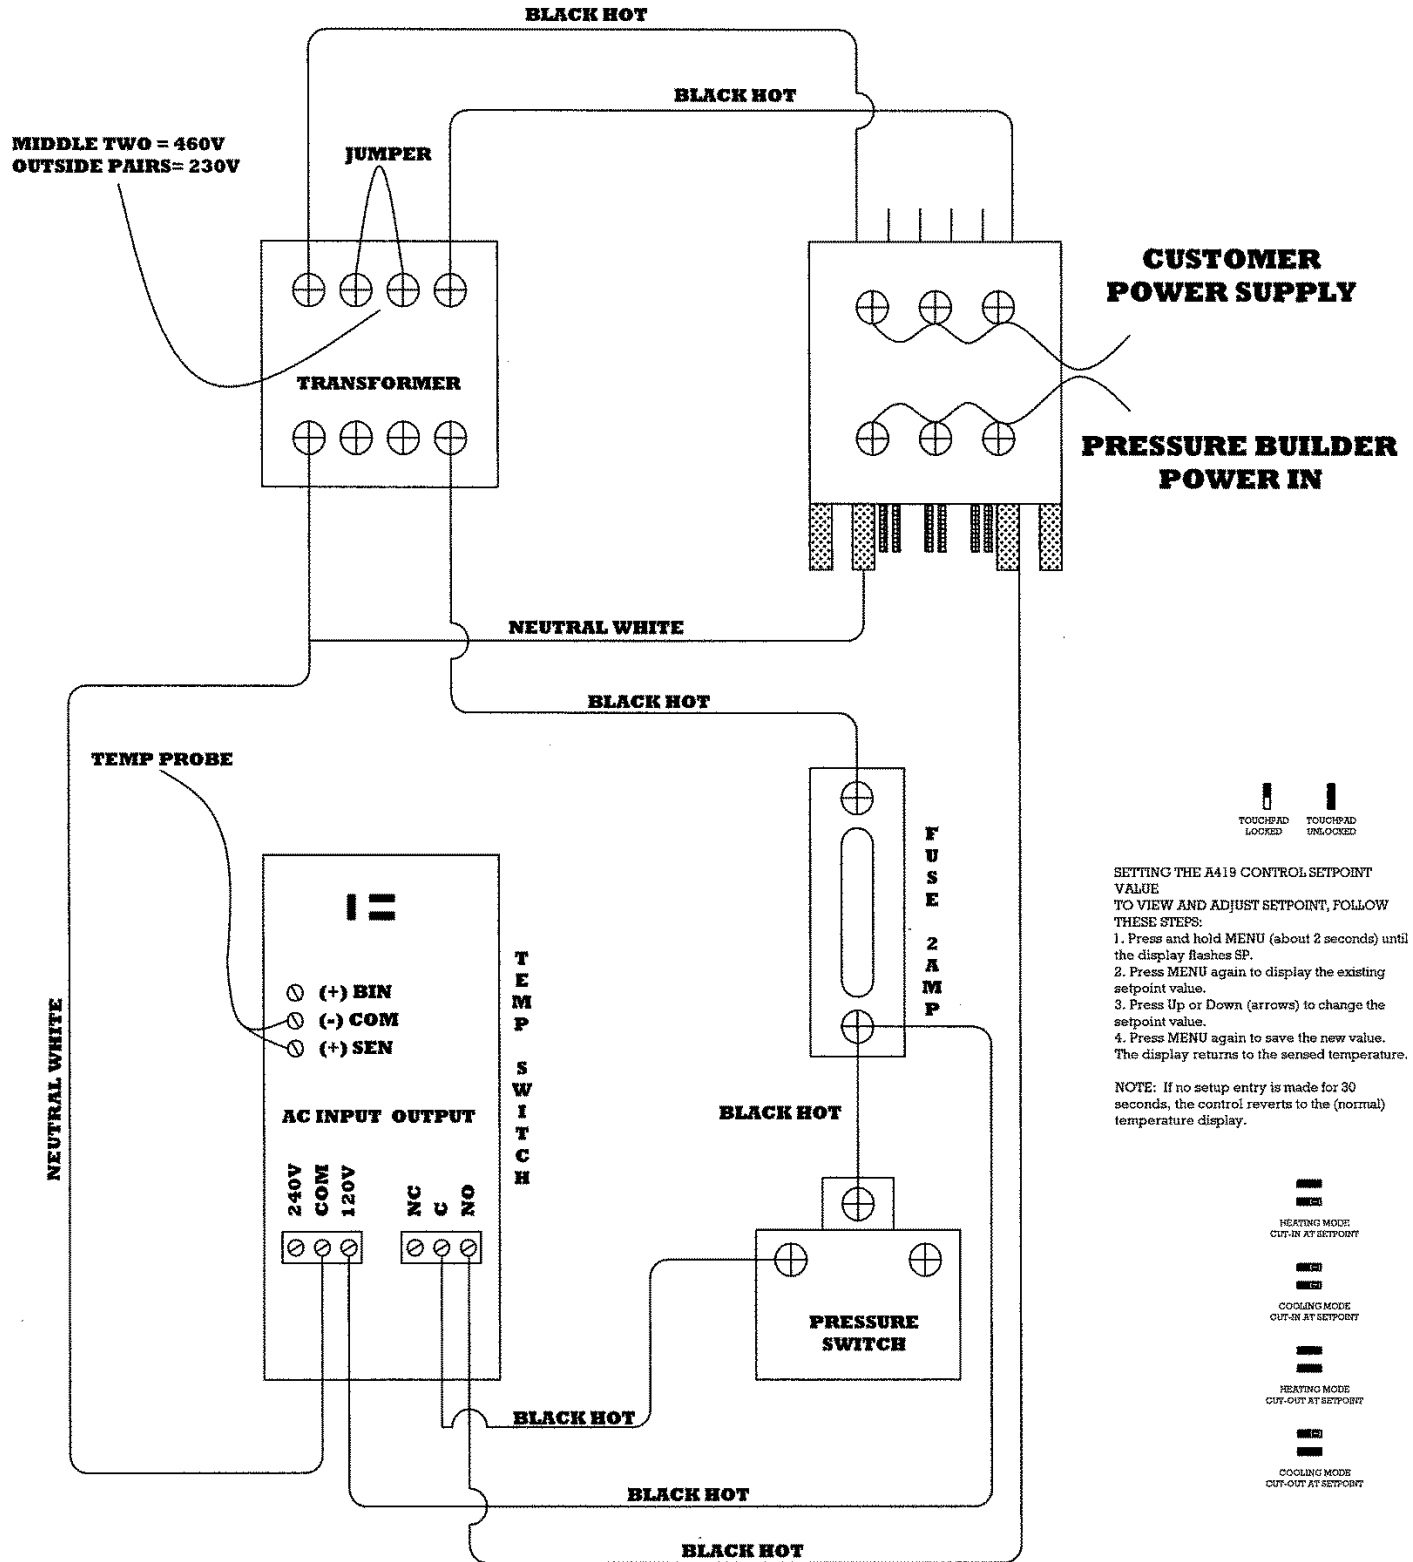 BLACK HOT
BLACK HOT
MIDDLE TWO = 460V
OUTSIDE PAIRS= 230V
JUMPER
CUSTOMER
POWER SUPPLY
TRANSFORMER
PRESSURE BUILDER
POWER IN
NEUTRAL WHITE
BLACK HOT
TEMP PROBE
FUSE 2AMP
TOUCHPAD
LOCKED
TOUCHPAD
UNLOCKED
SETTING THE A419 CONTROL SETPOINT
VALUE
TO VIEW AND ADJUST SETPOINT, FOLLOW
THESE STEPS:
1. Press and hold MENU (about 2 seconds) until
the display flashes SP.
2. Press MENU again to display the existing
setpoint value.
3. Press Up or Down (arrows) to change the
setpoint value.
4. Press MENU again to save the new value.
The display returns to the sensed temperature.
NOTE: If no setup entry is made for 30
seconds, the control reverts to the (normal)
temperature display.
TEMP SWITCH
(+) BIN
(-) COM
(+) SEN
NEUTRAL WHITE
AC INPUT OUTPUT
BLACK HOT
240V
COM
120V
NC
C
NO
PRESSURE
SWITCH
HEATING MODE
CUT-IN AT SETPOINT
COOLING MODE
CUT-IN AT SETPOINT
HEATING MODE
CUT-OUT AT SETPOINT
COOLING MODE
CUT-OUT AT SETPOINT
BLACK HOT
BLACK HOT
BLACK HOT